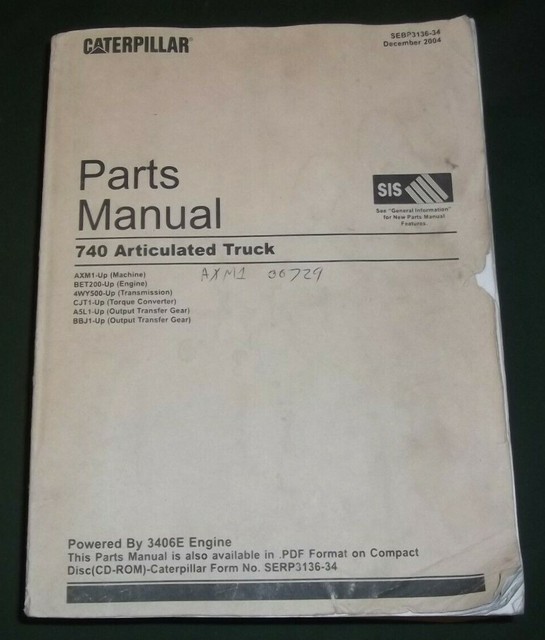 CATERPILLAR®
SEBP3136-34
December 2004
Parts
Manual
SIS
See "General Information"
for New Parts Manual
Features.
740 Articulated Truck
AXM1-Up (Machine)
BET200-Up (Engine)
4WY500-Up (Transmission)
CJT1-Up (Torque Converter)
A5L1-Up (Output Transfer Gear)
BBJ1-Up (Output Transfer Gear)
AXM1 00729
Powered By 3406E Engine
This Parts Manual is also available in .PDF Format on Compact
Disc(CD-ROM)-Caterpillar Form No. SERP3136-34